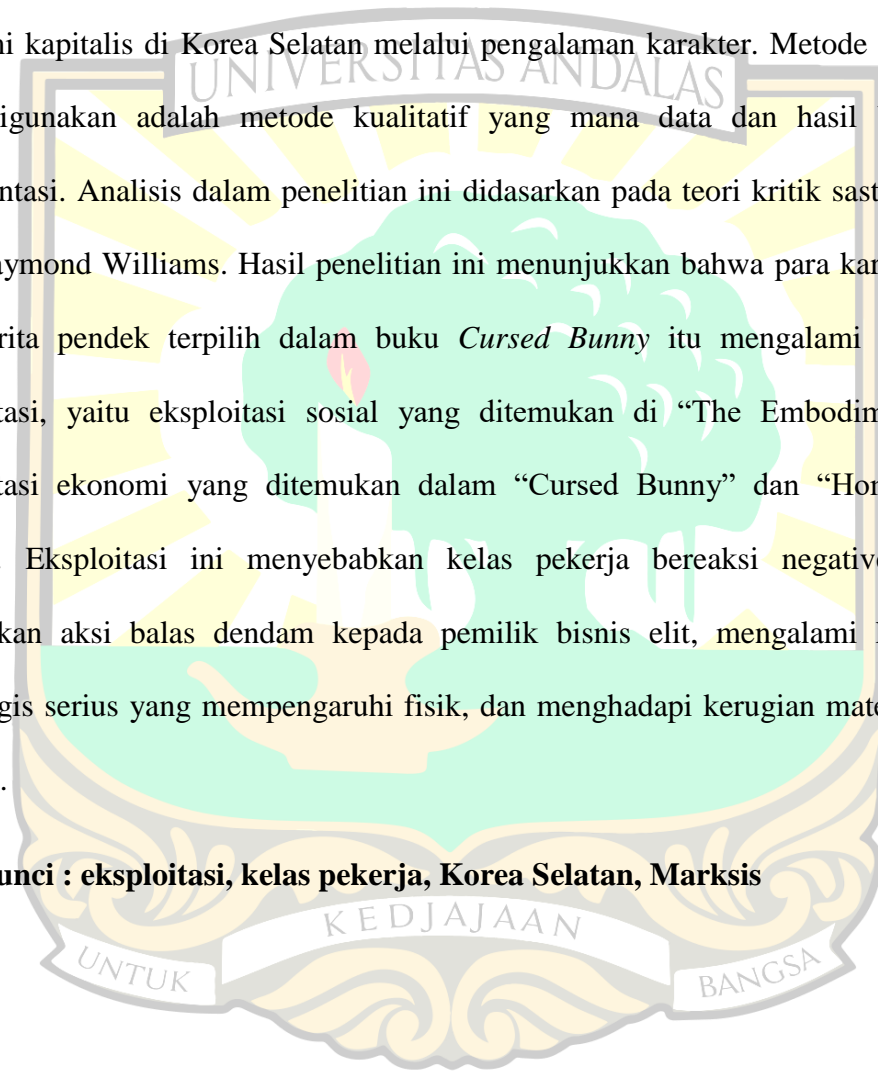 ni kapitalis di Korea Selatan melalui pengalaman karakter. Metode
UNIVERSITAS ANDALAS
igunakan adalah metode kualitatif yang mana data dan hasil
ntasi. Analisis dalam penelitian ini didasarkan pada teori kritik sast
aymond Williams. Hasil penelitian ini menunjukkan bahwa para kar
rita pendek terpilih dalam buku Cursed Bunny itu mengalami
tasi, yaitu eksploitasi sosial yang ditemukan di “The Embodim
tasi ekonomi yang ditemukan dalam “Cursed Bunny” dan “Hor
. Eksploitasi ini menyebabkan kelas pekerja bereaksi negative
kan aksi balas dendam kepada pemilik bisnis elit, mengalami
gis serius yang mempengaruhi fisik, dan menghadapi kerugian mate
.
unci : eksploitasi, kelas pekerja, Korea Selatan, Marksis
UNTUK KEDJAJAAN BANGSA